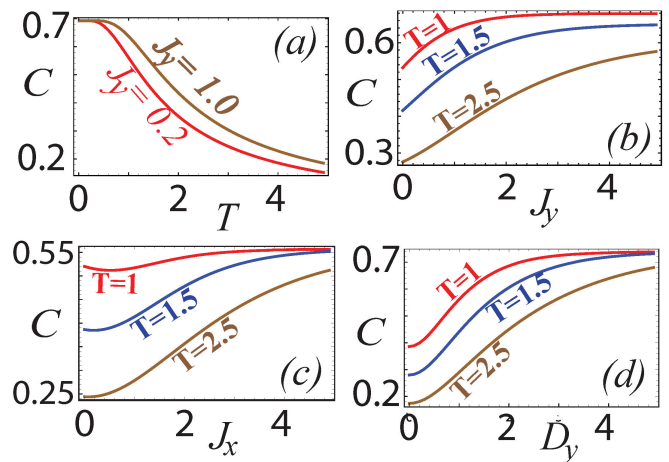 0.7
(a)
C
J_y= 1.0
J_y= 0.2
0.2
0
2
4
T
0.6
T=1
T=1.5
C
T=2.5
(b)
0.3
0
2
4
J_y
0.55
T=1
C
T=1.5
T=2.5
(c)
0.25
0
2
4
J_x
0.7
T=1
T=1.5
C
T=2.5
(d)
0.2
0
2
4
Ḋ_y